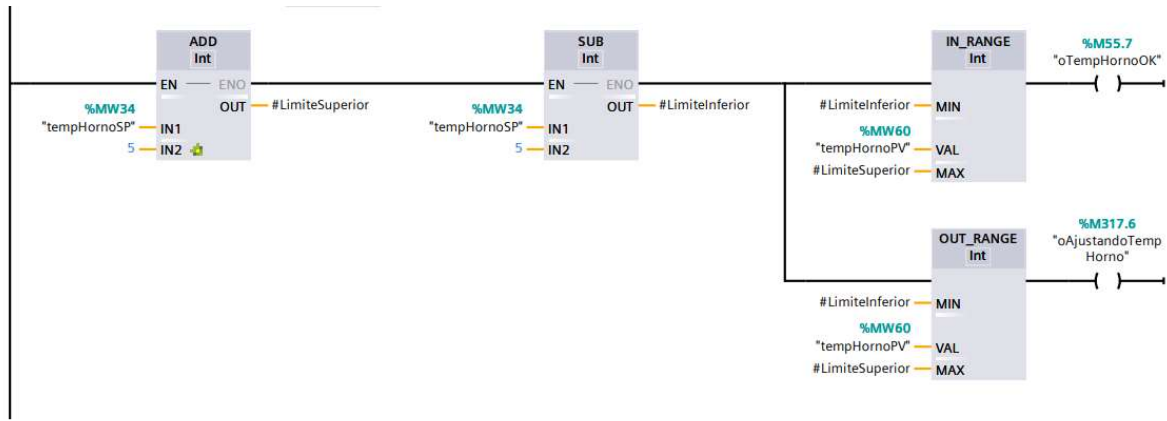 ADD
Int
EN
ENO
%MW34
"tempHornoSP"
IN1
5
IN2
OUT
#LimiteSuperior
SUB
Int
EN
ENO
%MW34
"tempHornoSP"
IN1
5
IN2
OUT
#LimiteInferior
IN_RANGE
Int
#LimiteInferior
MIN
%MW60
"tempHornoPV"
VAL
#LimiteSuperior
MAX
%M55.7
"oTempHornoOK"
OUT_RANGE
Int
#LimiteInferior
MIN
%MW60
"tempHornoPV"
VAL
#LimiteSuperior
MAX
%M317.6
"oAjustandoTemp
Horno"